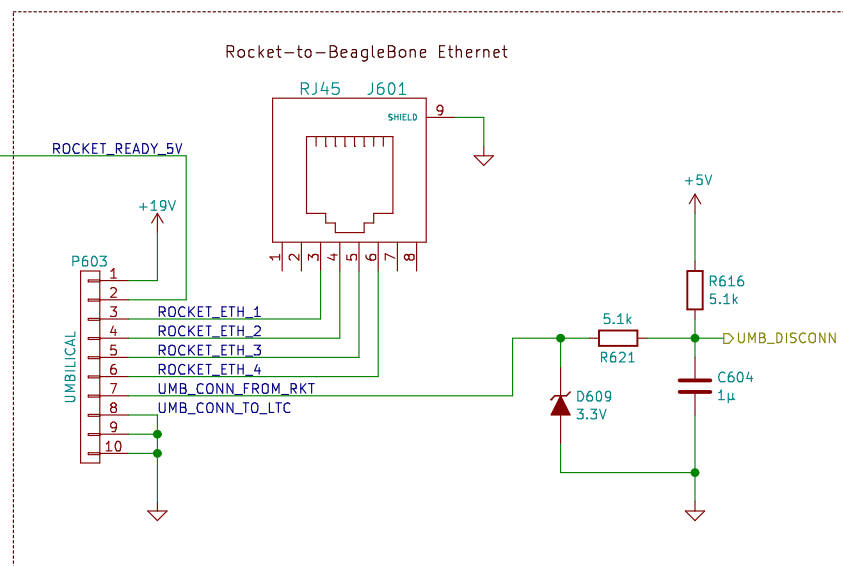 Rocket-to-BeagleBone Ethernet
RJ45 J601
SHIELD 9
ROCKET_READY_5V
+19V
+5V
P603
UMBILICAL
1
2
3
4
5
6
7
8
9
10
1 2 3 4 5 6 7 8
ROCKET_ETH_1
ROCKET_ETH_2
ROCKET_ETH_3
ROCKET_ETH_4
UMB_CONN_FROM_RKT
UMB_CONN_TO_LTC
R616
5.1k
5.1k
R621
UMB_DISCONN
D609
3.3V
C604
1µ